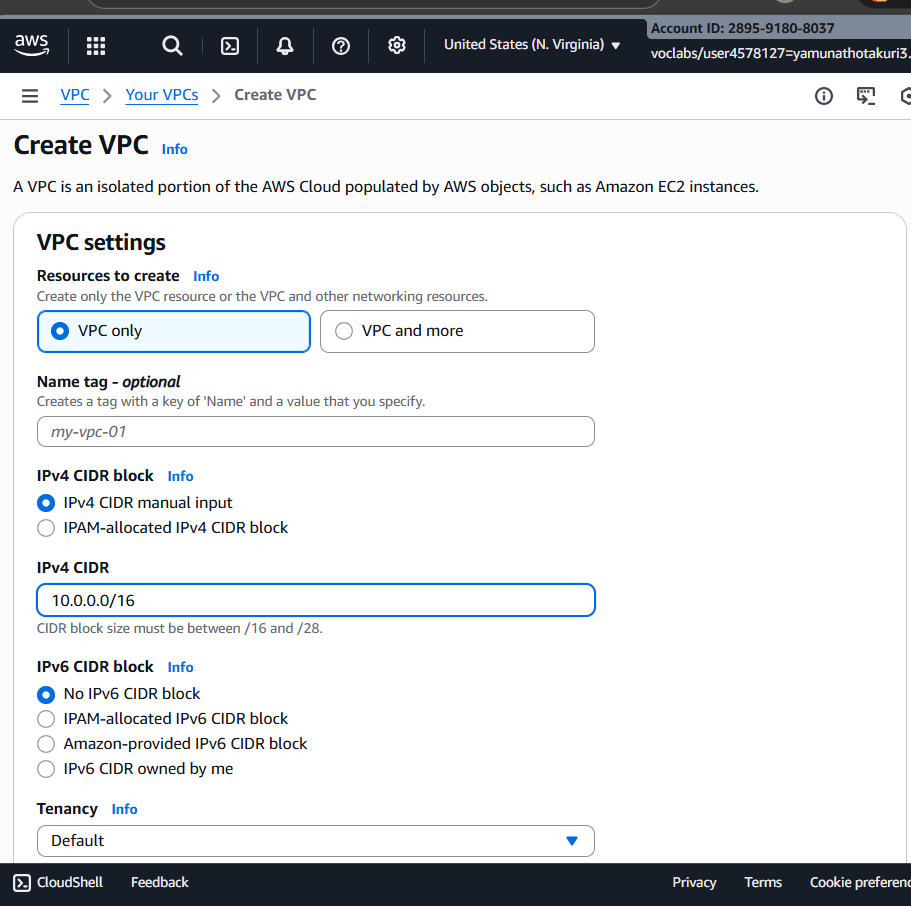 aws
United States (N. Virginia) ▼
Account ID: 2895-9180-8037
voclabs/user4578127=yamunathotakuri3.
VPC > Your VPCs > Create VPC
Create VPC Info
A VPC is an isolated portion of the AWS Cloud populated by AWS objects, such as Amazon EC2 instances.
VPC settings
Resources to create Info
Create only the VPC resource or the VPC and other networking resources.
VPC only
VPC and more
Name tag - optional
Creates a tag with a key of 'Name' and a value that you specify.
my-vpc-01
IPv4 CIDR block Info
IPv4 CIDR manual input
IPAM-allocated IPv4 CIDR block
IPv4 CIDR
10.0.0.0/16
CIDR block size must be between /16 and /28.
IPv6 CIDR block Info
No IPv6 CIDR block
IPAM-allocated IPv6 CIDR block
Amazon-provided IPv6 CIDR block
IPv6 CIDR owned by me
Tenancy Info
Default
CloudShell Feedback Privacy Terms Cookie preferenc